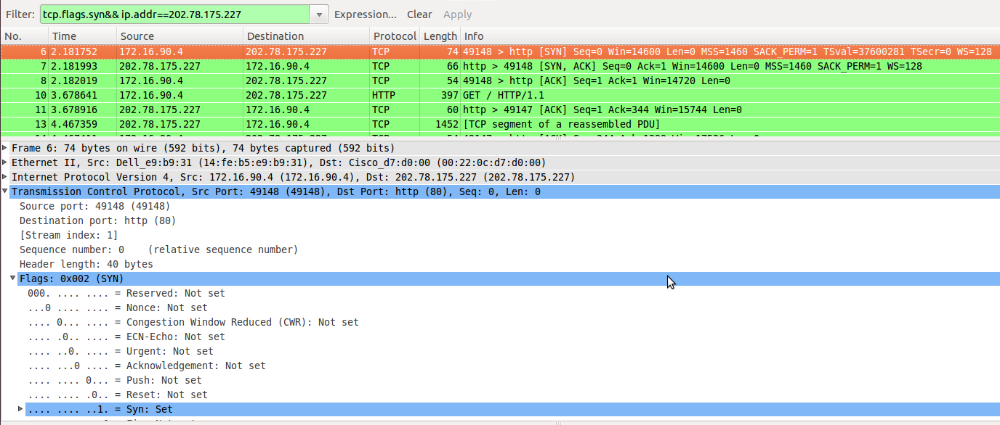 Filter: tcp.flags.syn&& ip.addr==202.78.175.227 Expression... Clear Apply
No. Time Source Destination Protocol Length Info
6 2.181752 172.16.90.4 202.78.175.227 TCP 74 49148 > http [SYN] Seq=0 Win=14600 Len=0 MSS=1460 SACK_PERM=1 TSval=37600281 TSecr=0 WS=128
7 2.181993 202.78.175.227 172.16.90.4 TCP 66 http > 49148 [SYN, ACK] Seq=0 Ack=1 Win=14600 Len=0 MSS=1460 SACK_PERM=1 WS=128
8 2.182019 172.16.90.4 202.78.175.227 TCP 54 49148 > http [ACK] Seq=1 Ack=1 Win=14720 Len=0
10 3.678641 172.16.90.4 202.78.175.227 HTTP 397 GET / HTTP/1.1
11 3.678916 202.78.175.227 172.16.90.4 TCP 60 http > 49147 [ACK] Seq=1 Ack=344 Win=15744 Len=0
13 4.467359 202.78.175.227 172.16.90.4 TCP 1452 [TCP segment of a reassembled PDU]
Frame 6: 74 bytes on wire (592 bits), 74 bytes captured (592 bits)
Ethernet II, Src: Dell_e9:b9:31 (14:fe:b5:e9:b9:31), Dst: Cisco_d7:d0:00 (00:22:0c:d7:d0:00)
Internet Protocol Version 4, Src: 172.16.90.4 (172.16.90.4), Dst: 202.78.175.227 (202.78.175.227)
Transmission Control Protocol, Src Port: 49148 (49148), Dst Port: http (80), Seq: 0, Len: 0
Source port: 49148 (49148)
Destination port: http (80)
[Stream index: 1]
Sequence number: 0 (relative sequence number)
Header length: 40 bytes
Flags: 0x002 (SYN)
000. .... .... = Reserved: Not set
...0 .... .... = Nonce: Not set
.... 0... .... = Congestion Window Reduced (CWR): Not set
.... .0.. .... = ECN-Echo: Not set
.... ..0. .... = Urgent: Not set
.... ...0 .... = Acknowledgement: Not set
.... .... 0... = Push: Not set
.... .... .0.. = Reset: Not set
.... .... ..1. = Syn: Set